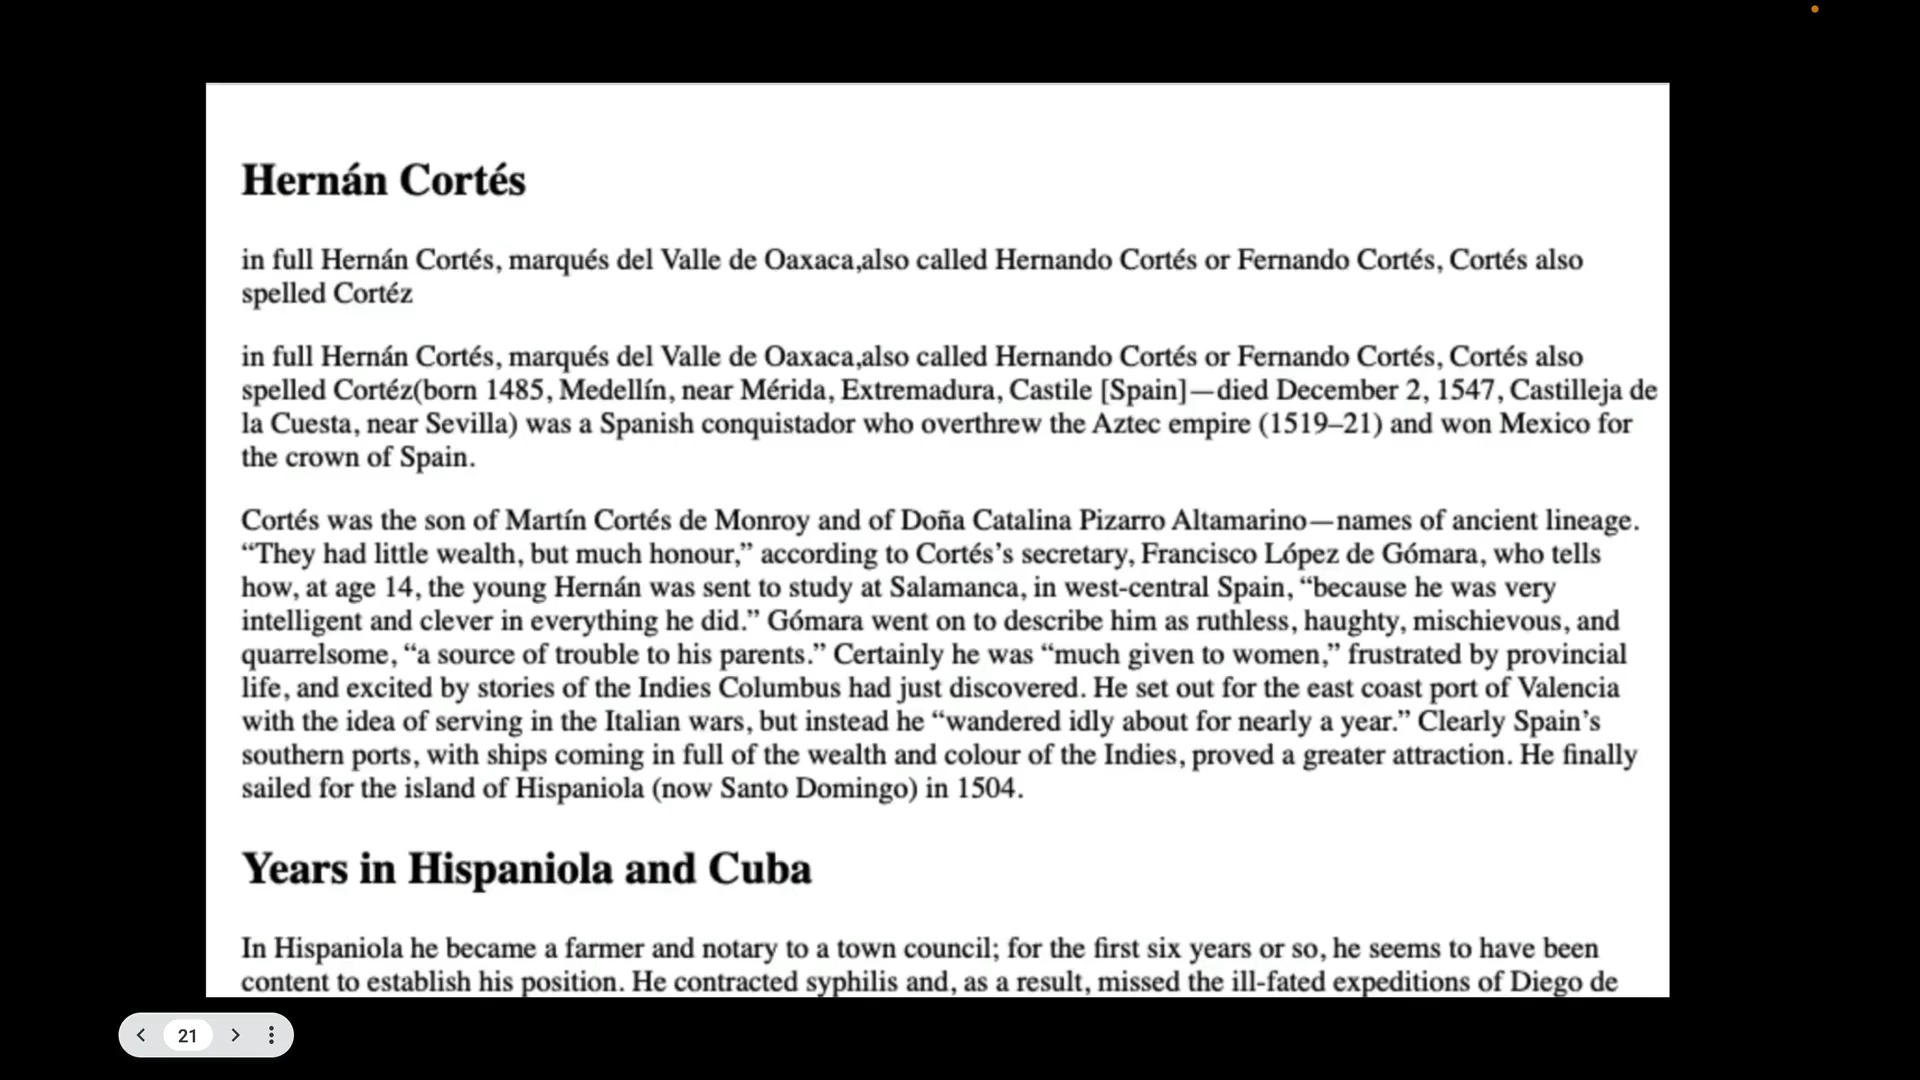 Hernán Cortés
in full Hernán Cortés, marqués del Valle de Oaxaca,also called Hernando Cortés or Fernando Cortés, Cortés also
spelled Cortéz
in full Hernán Cortés, marqués del Valle de Oaxaca,also called Hernando Cortés or Fernando Cortés, Cortés also
spelled Cortéz(born 1485, Medellín, near Mérida, Extremadura, Castile [Spain]—died December 2, 1547, Castilleja de
la Cuesta, near Sevilla) was a Spanish conquistador who overthrew the Aztec empire (1519–21) and won Mexico for
the crown of Spain.
Cortés was the son of Martín Cortés de Monroy and of Doña Catalina Pizarro Altamarino—names of ancient lineage.
“They had little wealth, but much honour,” according to Cortés’s secretary, Francisco López de Gómara, who tells
how, at age 14, the young Hernán was sent to study at Salamanca, in west-central Spain, “because he was very
intelligent and clever in everything he did.” Gómara went on to describe him as ruthless, haughty, mischievous, and
quarrelsome, “a source of trouble to his parents.” Certainly he was “much given to women,” frustrated by provincial
life, and excited by stories of the Indies Columbus had just discovered. He set out for the east coast port of Valencia
with the idea of serving in the Italian wars, but instead he “wandered idly about for nearly a year.” Clearly Spain’s
southern ports, with ships coming in full of the wealth and colour of the Indies, proved a greater attraction. He finally
sailed for the island of Hispaniola (now Santo Domingo) in 1504.
Years in Hispaniola and Cuba
In Hispaniola he became a farmer and notary to a town council; for the first six years or so, he seems to have been
content to establish his position. He contracted syphilis and, as a result, missed the ill-fated expeditions of Diego de
21